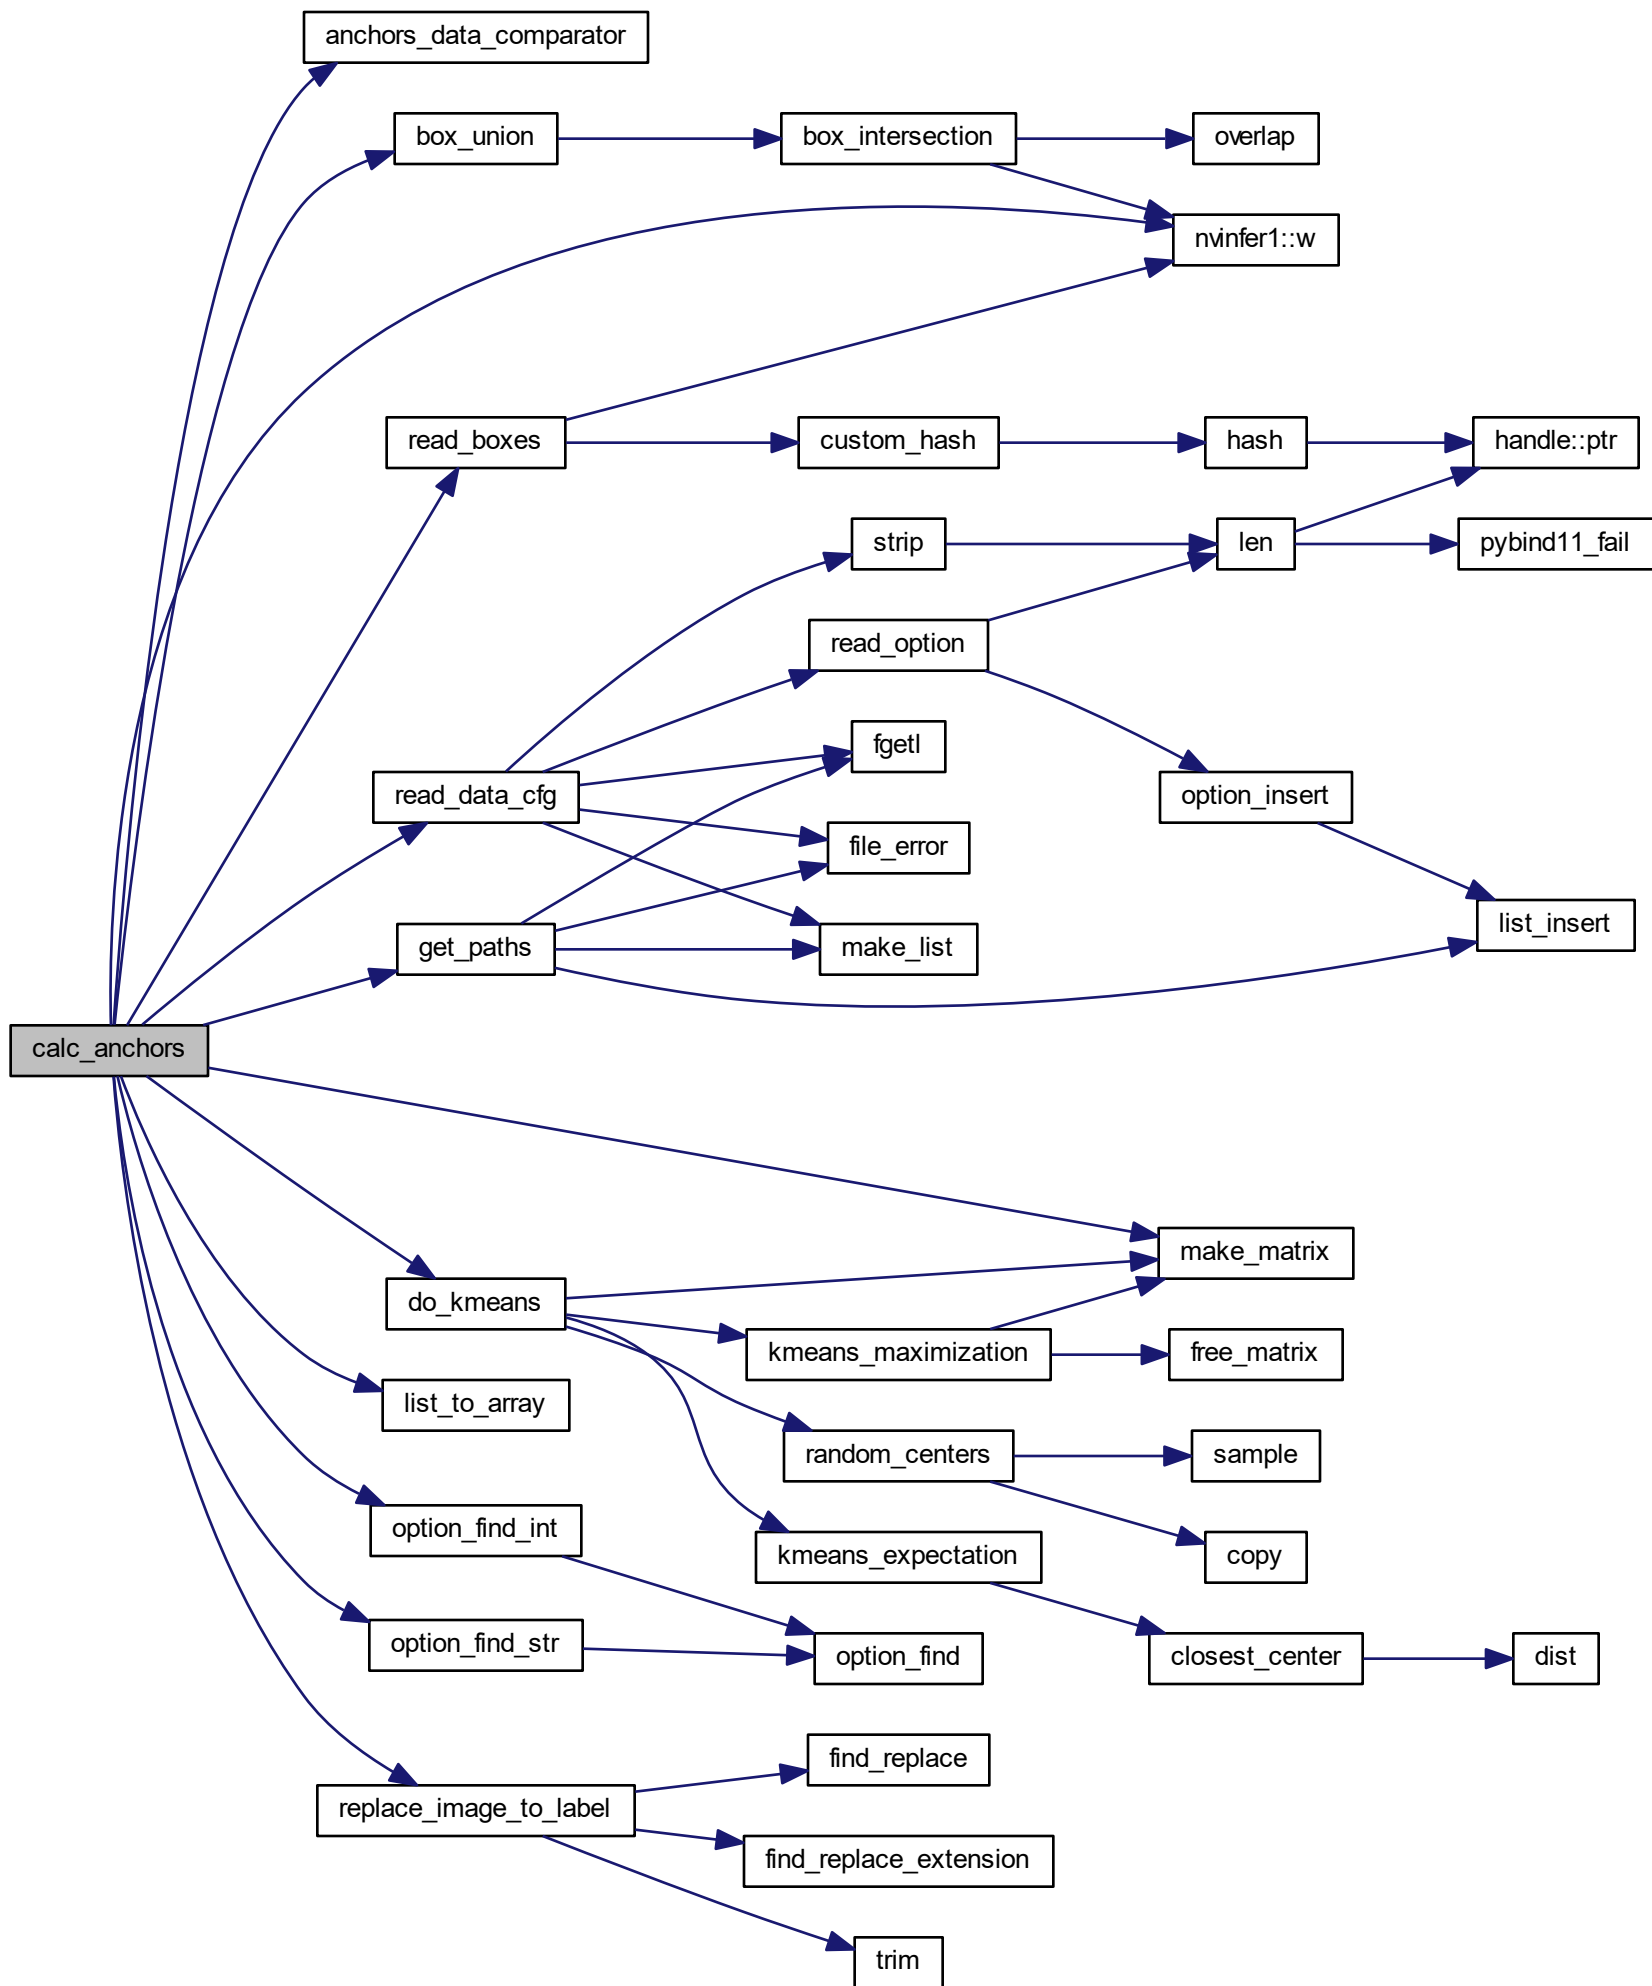 anchors_data_comparator
box_union
box_intersection
overlap
nvinfer1::w
read_boxes
custom_hash
hash
handle::ptr
strip
len
pybind11_fail
read_option
fgetl
read_data_cfg
option_insert
file_error
list_insert
get_paths
make_list
calc_anchors
make_matrix
do_kmeans
kmeans_maximization
free_matrix
list_to_array
random_centers
sample
option_find_int
kmeans_expectation
copy
option_find_str
option_find
closest_center
dist
find_replace
replace_image_to_label
find_replace_extension
trim